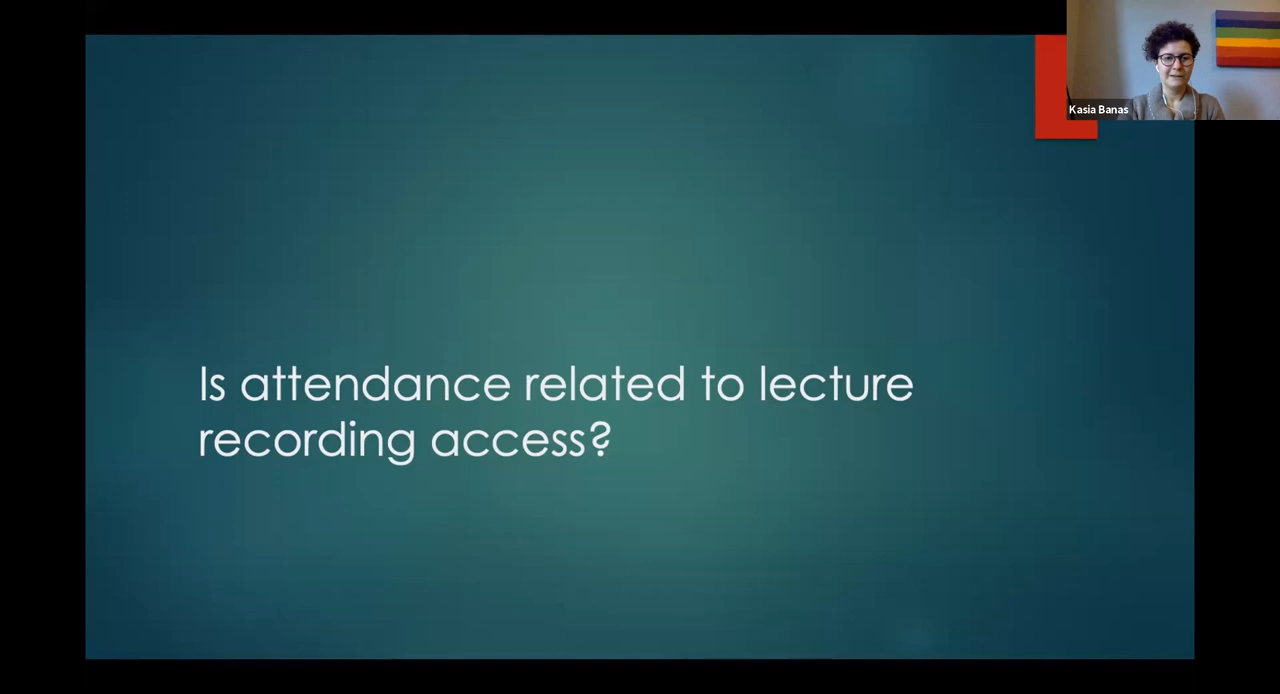 Kasia Banas
Is attendance related to lecture
recording access?